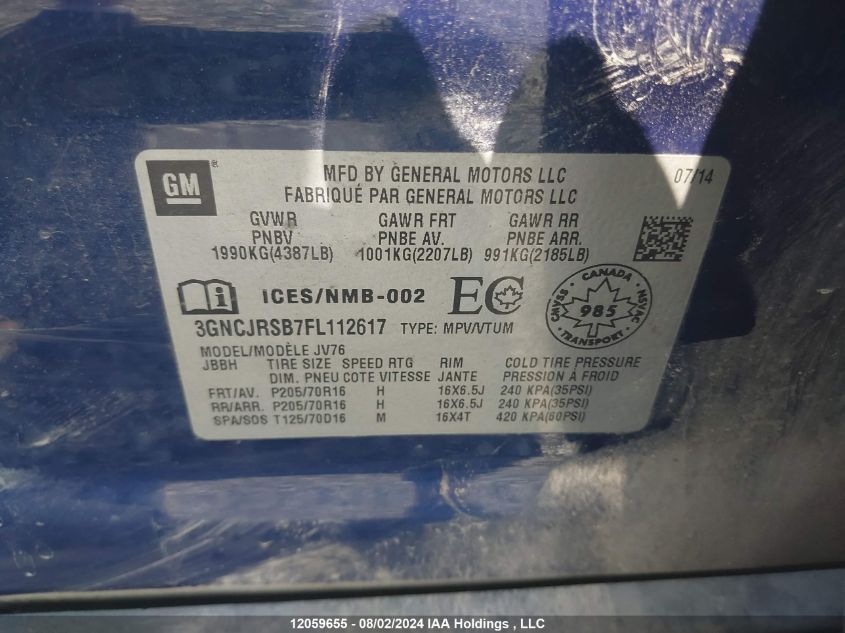 GM ®
MFD BY GENERAL MOTORS LLC 07/14
FABRIQUÉ PAR GENERAL MOTORS LLC
GVWR GAWR FRT GAWR RR
PNBV PNBE AV. PNBE ARR.
1990KG(4387LB) 1001KG(2207LB) 991KG(2185LB)
i ICES/NMB-002 EC
CANADA
CMVSS NSVAC
985
TRANSPORT
3GNCJRSB7FL112617 TYPE: MPV/VTUM
MODEL/MODÈLE JV76
JBBH TIRE SIZE SPEED RTG RIM COLD TIRE PRESSURE
DIM. PNEU COTE VITESSE JANTE PRESSION A FROID
FRT/AV. P205/70R16 H 16X6.5J 240 KPA(35PSI)
RR/ARR. P205/70R16 H 16X6.5J 240 KPA(35PSI)
SPA/SOS T125/70D16 M 16X4T 420 KPA(60PSI)
12059655 - 08/02/2024 IAA Holdings , LLC